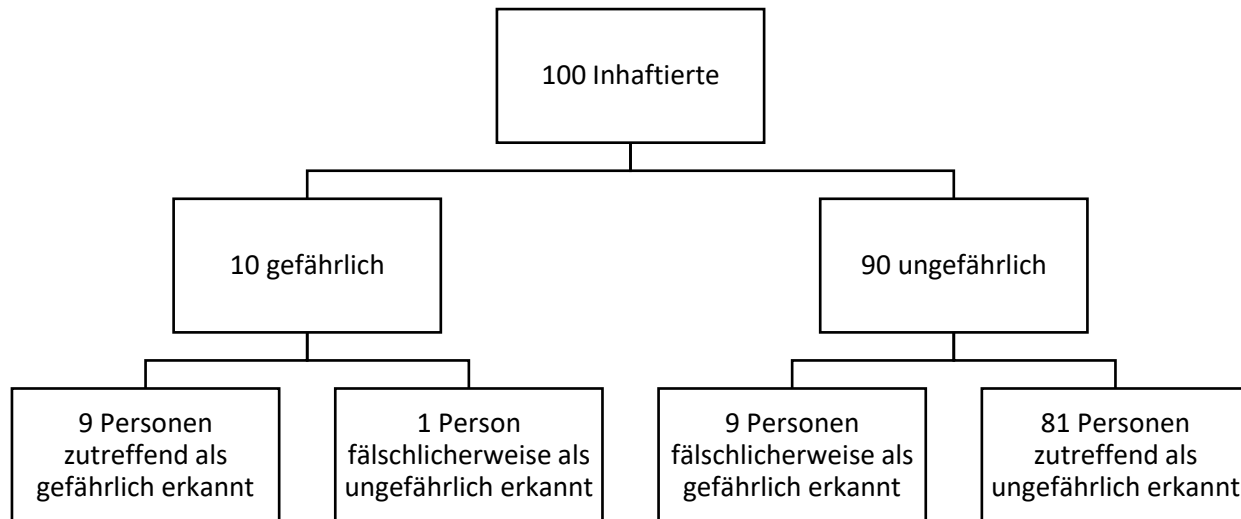 100 Inhaftierte
10 gefährlich
90 ungefährlich
9 Personen
zutreffend als
gefährlich erkannt
1 Person
fälschlicherweise als
ungefährlich erkannt
9 Personen
fälschlicherweise als
gefährlich erkannt
81 Personen
zutreffend als
ungefährlich erkannt